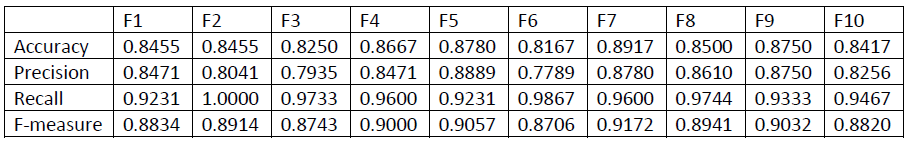 F1 F2 F3 F4 F5 F6 F7 F8 F9 F10
Accuracy 0.8455 0.8455 0.8250 0.8667 0.8780 0.8167 0.8917 0.8500 0.8750 0.8417
Precision 0.8471 0.8041 0.7935 0.8471 0.8889 0.7789 0.8780 0.8610 0.8750 0.8256
Recall 0.9231 1.0000 0.9733 0.9600 0.9231 0.9867 0.9600 0.9744 0.9333 0.9467
F-measure 0.8834 0.8914 0.8743 0.9000 0.9057 0.8706 0.9172 0.8941 0.9032 0.8820